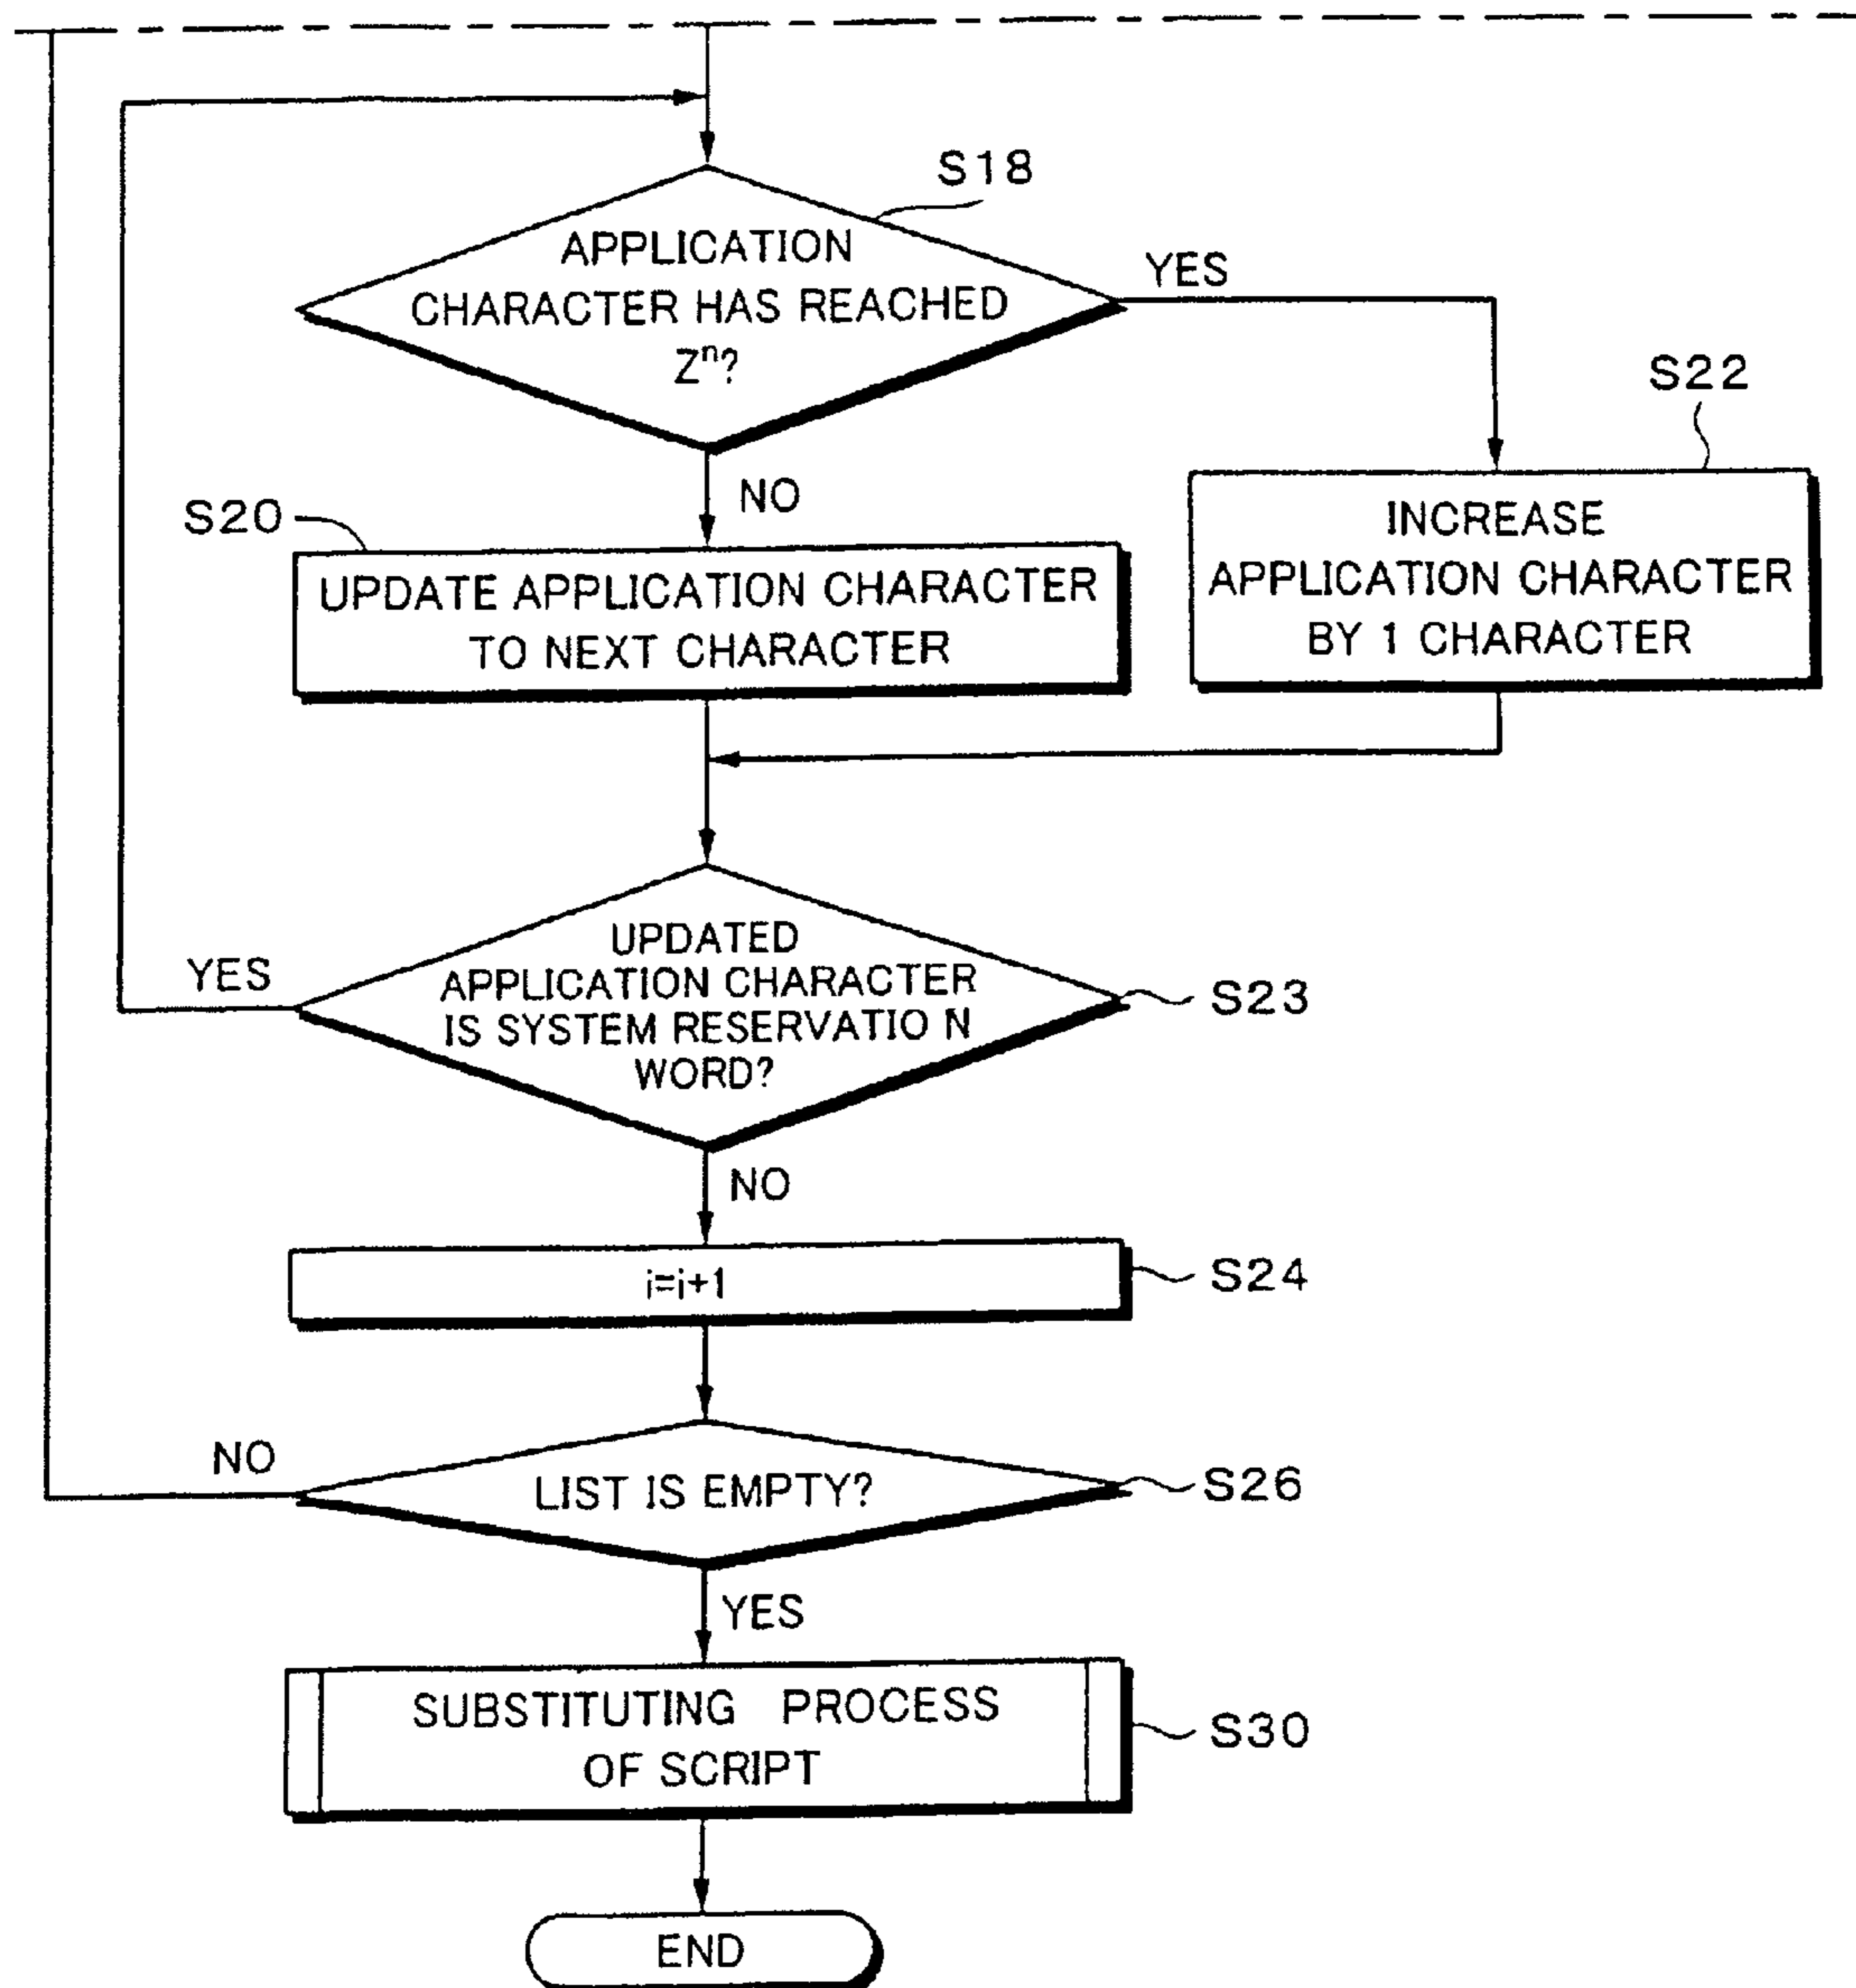 S18
APPLICATION
CHARACTER HAS REACHED
Zⁿ?
YES
S22
NO
INCREASE
APPLICATION CHARACTER
BY 1 CHARACTER
S20
UPDATE APPLICATION CHARACTER
TO NEXT CHARACTER
UPDATED
APPLICATION CHARACTER
IS SYSTEM RESERVATIO N
WORD?
YES
S23
NO
i=i+1
S24
NO
LIST IS EMPTY?
S26
YES
SUBSTITUTING PROCESS
OF SCRIPT
S30
END